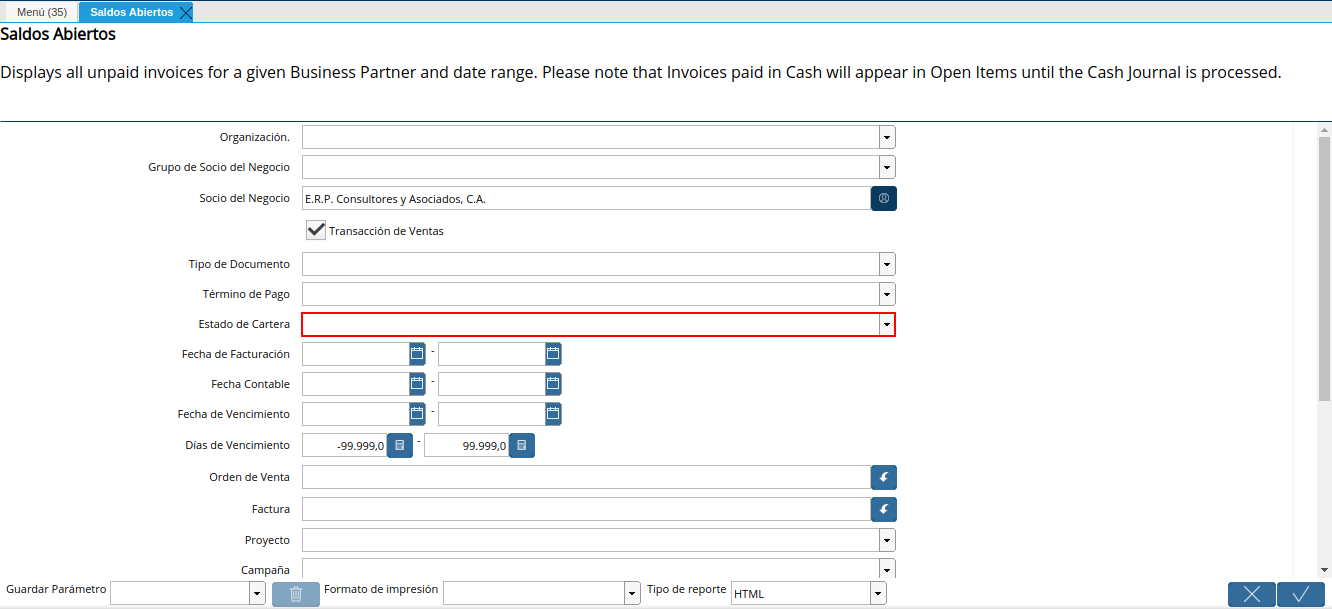 Menú (35) Saldos Abiertos
Saldos Abiertos
Displays all unpaid invoices for a given Business Partner and date range. Please note that Invoices paid in Cash will appear in Open Items until the Cash Journal is processed.
Organización.
Grupo de Socio del Negocio
Socio del Negocio E.R.P. Consultores y Asociados, C.A.
Transacción de Ventas
Tipo de Documento
Término de Pago
Estado de Cartera
Fecha de Facturación -
Fecha Contable -
Fecha de Vencimiento -
Días de Vencimiento -99.999,0 - 99.999,0
Orden de Venta
Factura
Proyecto
Campaña
Guardar Parámetro Formato de impresión Tipo de reporte HTML